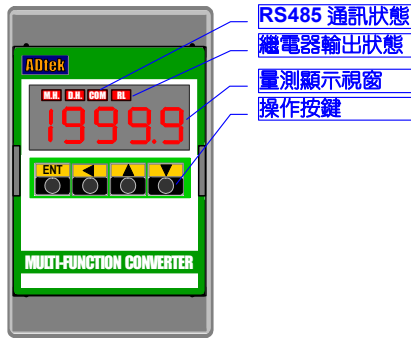 RS485 通訊狀態
繼電器輸出狀態
量測顯示視窗
操作按鍵
ADtek
M.H. D.H. COM RL
1999.9
ENT ◀ ▲ ▼
MULTI-FUNCTION CONVERTER